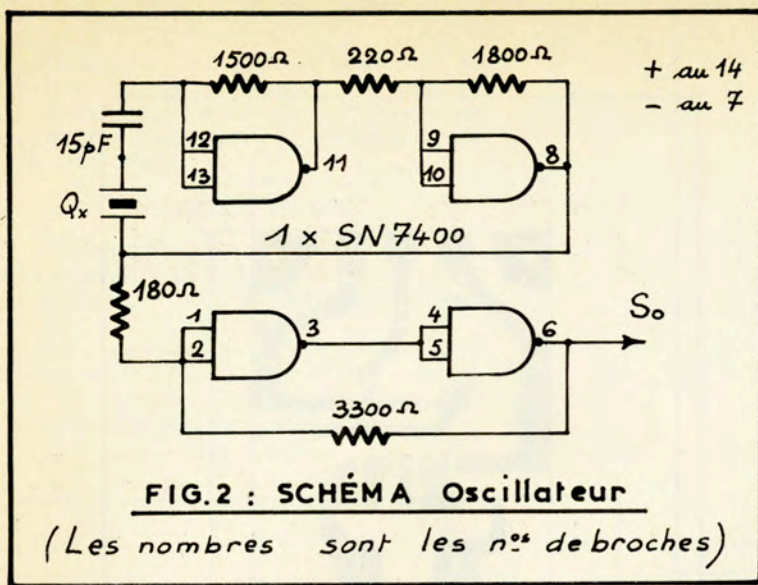 1500Ω 220Ω 1800Ω
+ au 14
- au 7
15pF
12
13
11
9
10
8
Qx
1 x SN7400
180Ω
1
2
3
4
5
6
So
3300Ω
FIG.2 : SCHÉMA Oscillateur
(Les nombres sont les nos de broches)